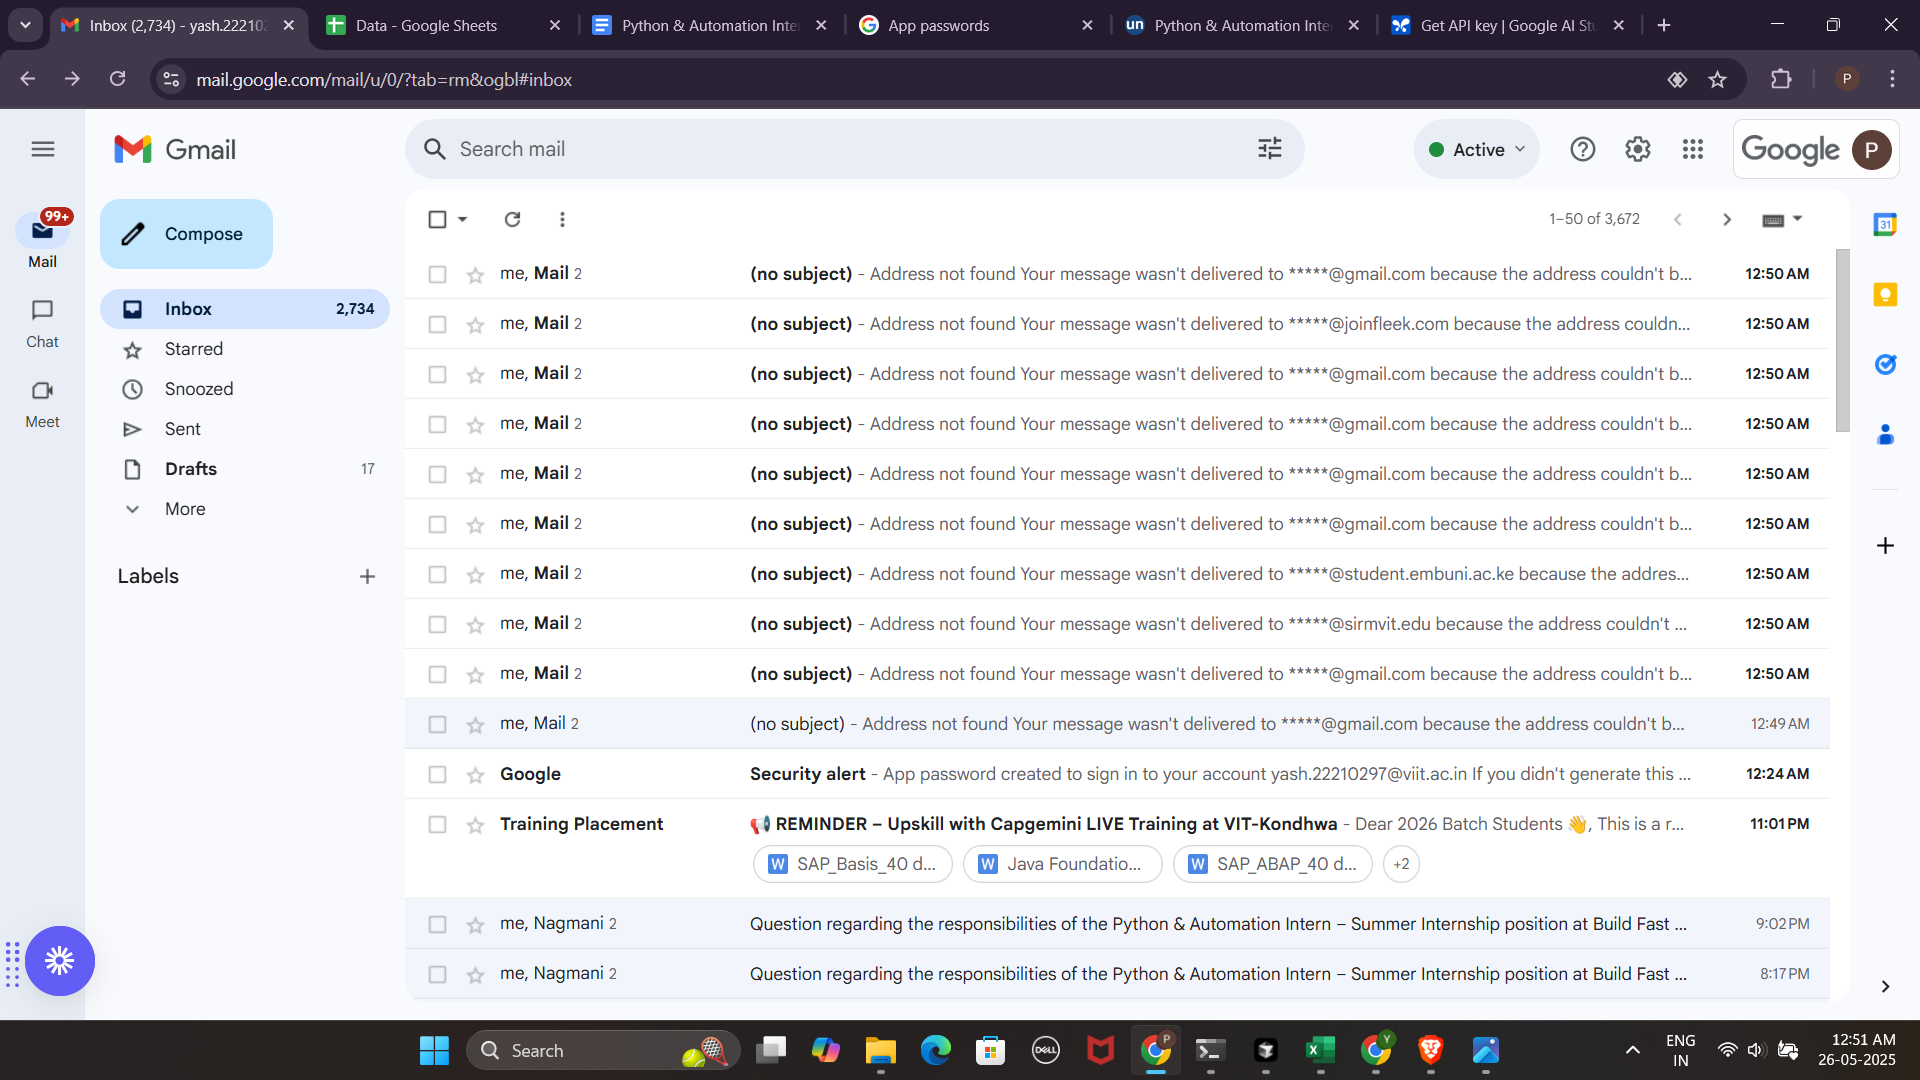 Inbox (2,734) - yash.22210
Data - Google Sheets
Python & Automation Inte
App passwords
un
Python & Automation Inte
Get API key | Google AI Stu
mail.google.com/mail/u/0/?tab=rm&ogbl#inbox
P
Gmail
Search mail
Active
Google
P
99+
Mail
Chat
Meet
Compose
Inbox 2,734
Starred
Snoozed
Sent
Drafts 17
More
Labels
1–50 of 3,672
31
me, Mail 2 (no subject) - Address not found Your message wasn't delivered to *****@gmail.com because the address couldn't b... 12:50 AM
me, Mail 2 (no subject) - Address not found Your message wasn't delivered to *****@joinfleek.com because the address couldn... 12:50 AM
me, Mail 2 (no subject) - Address not found Your message wasn't delivered to *****@gmail.com because the address couldn't b... 12:50 AM
me, Mail 2 (no subject) - Address not found Your message wasn't delivered to *****@gmail.com because the address couldn't b... 12:50 AM
me, Mail 2 (no subject) - Address not found Your message wasn't delivered to *****@gmail.com because the address couldn't b... 12:50 AM
me, Mail 2 (no subject) - Address not found Your message wasn't delivered to *****@gmail.com because the address couldn't b... 12:50 AM
me, Mail 2 (no subject) - Address not found Your message wasn't delivered to *****@student.embuni.ac.ke because the addres... 12:50 AM
me, Mail 2 (no subject) - Address not found Your message wasn't delivered to *****@sirmvit.edu because the address couldn't ... 12:50 AM
me, Mail 2 (no subject) - Address not found Your message wasn't delivered to *****@gmail.com because the address couldn't b... 12:50 AM
me, Mail 2 (no subject) - Address not found Your message wasn't delivered to *****@gmail.com because the address couldn't b... 12:49 AM
Google Security alert - App password created to sign in to your account yash.22210297@viit.ac.in If you didn't generate this ... 12:24 AM
Training Placement 📢 REMINDER – Upskill with Capgemini LIVE Training at VIT-Kondhwa - Dear 2026 Batch Students 👋, This is a r... 11:01 PM
W SAP_Basis_40 d... W Java Foundatio... W SAP_ABAP_40 d... +2
me, Nagmani 2 Question regarding the responsibilities of the Python & Automation Intern – Summer Internship position at Build Fast ... 9:02 PM
me, Nagmani 2 Question regarding the responsibilities of the Python & Automation Intern – Summer Internship position at Build Fast ... 8:17 PM
Search
DELL
P
X
Y
ENG
IN
12:51 AM
26-05-2025